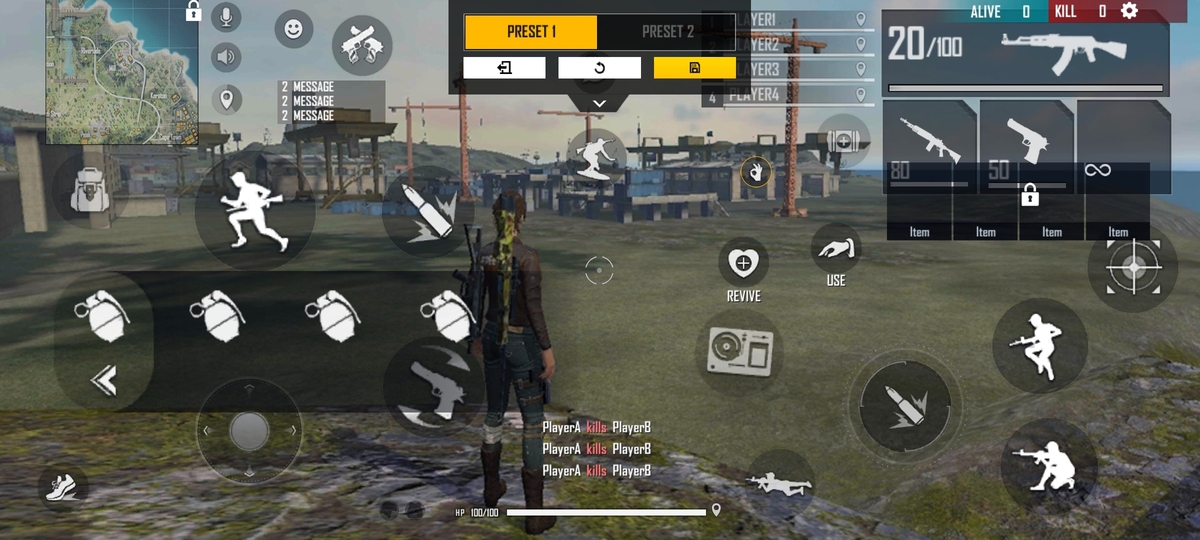 ALIVE 0 KILL 0
PRESET 1 PRESET 2
1 PLAYER1
PLAYER2
PLAYER3
4 PLAYER4
20/100
2 MESSAGE
2 MESSAGE
2 MESSAGE
80 50 ∞
Item Item Item Item
REVIVE
USE
PlayerA kills PlayerB
PlayerA kills PlayerB
PlayerA kills PlayerB
HP 100/100